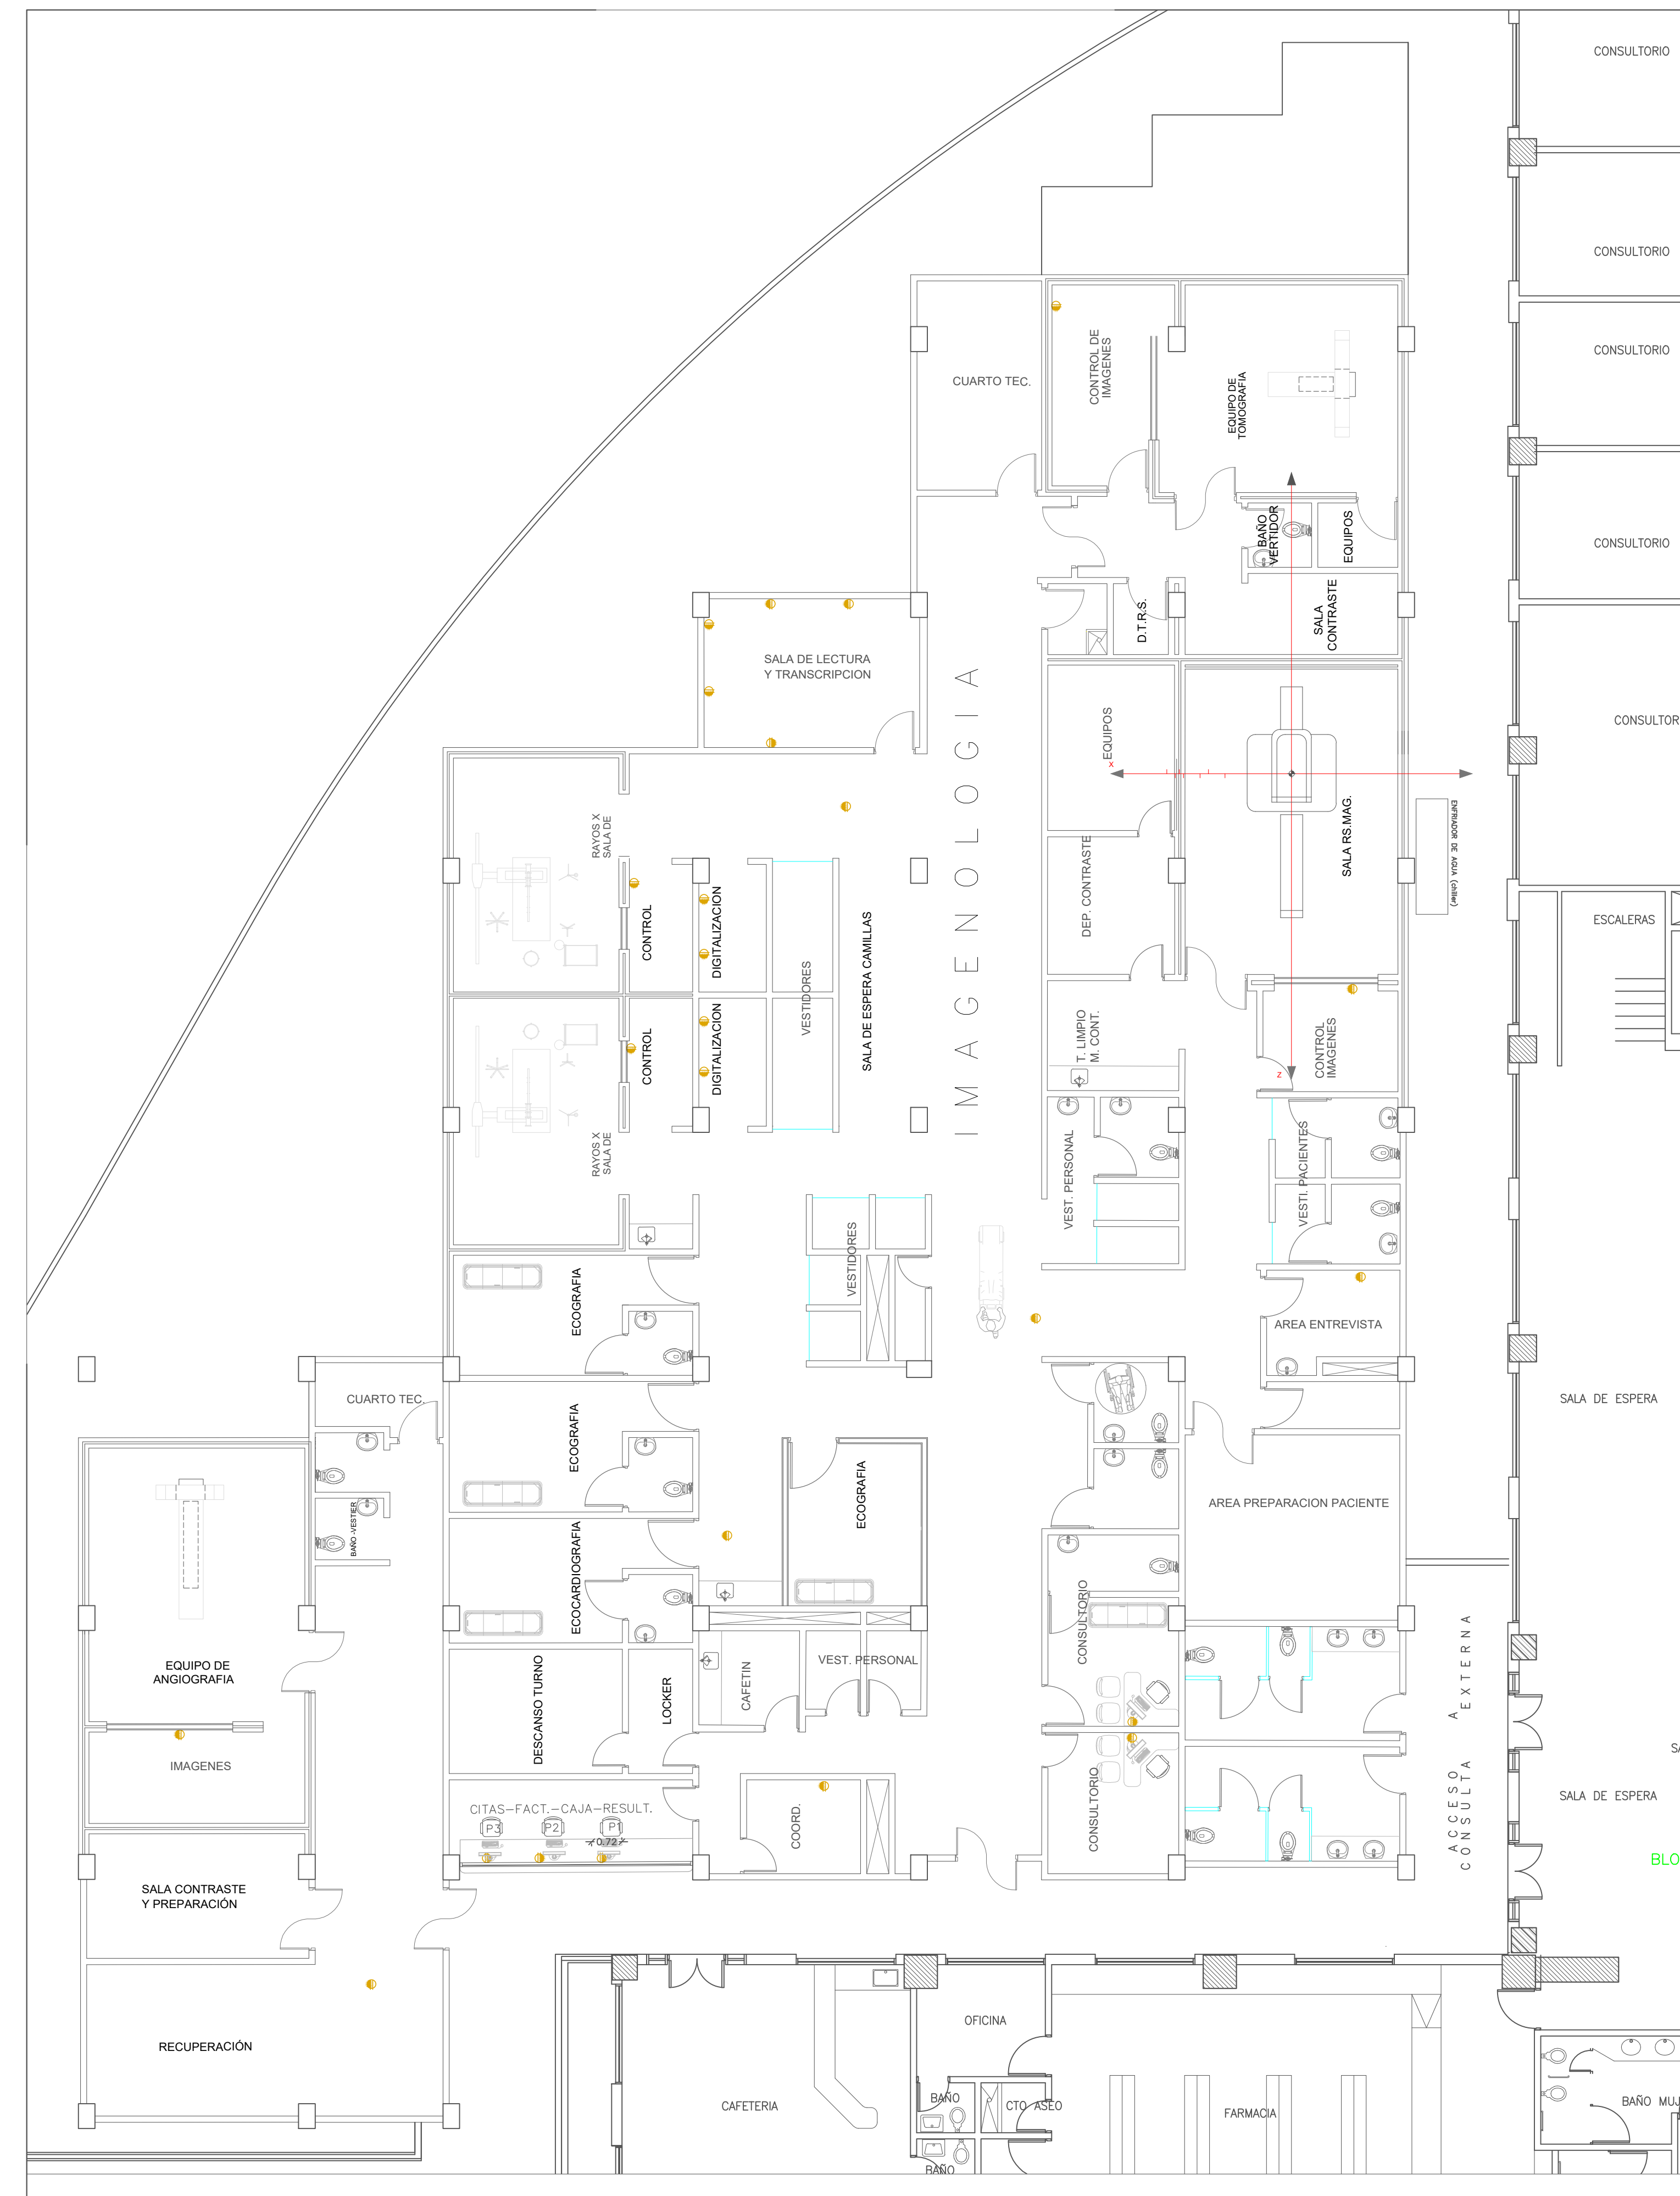 CONSULTORIO
CONSULTORIO
CONSULTORIO
CUARTO TEC.
CONTROL DE
IMAGENES
EQUIPO DE
TOMOGRAFIA
BAÑO
VERTIDOR
EQUIPOS
CONSULTORIO
D.T.R.S.
SALA
CONTRASTE
SALA DE LECTURA
Y TRANSCRIPCION
IMAGENOLOGIA
EQUIPOS
X
CONSULTOR
SALA RS.MAG.
ENFRIADOR DE AGUA (chiller)
RAYOS X
SALA DE
CONTROL
DIGITALIZACION
VESTIDORES
SALA DE ESPERA CAMILLAS
DEP. CONTRASTE
ESCALERAS
CONTROL
DIGITALIZACION
T. LIMPIO
M. CONT.
CONTROL
IMAGENES
Z
RAYOS X
SALA DE
VEST. PERSONAL
VESTI. PACIENTES
ECOGRAFIA
VESTIDORES
AREA ENTREVISTA
CUARTO TEC.
SALA DE ESPERA
ECOGRAFIA
ECOGRAFIA
AREA PREPARACION PACIENTE
BAÑO -VESTIER
ECOCARDIOGRAFIA
CONSULTORIO
EQUIPO DE
ANGIOGRAFIA
DESCANSO TURNO
LOCKER
CAFETIN
VEST. PERSONAL
ACCESO A
CONSULTA EXTERNA
IMAGENES
SA
CITAS-FACT.-CAJA-RESULT.
P3
P2
P1
0.72
COORD.
CONSULTORIO
SALA DE ESPERA
BLO
SALA CONTRASTE
Y PREPARACIÓN
RECUPERACIÓN
OFICINA
CAFETERIA
BAÑO
CTO ASEO
FARMACIA
BAÑO MUJ
BAÑO